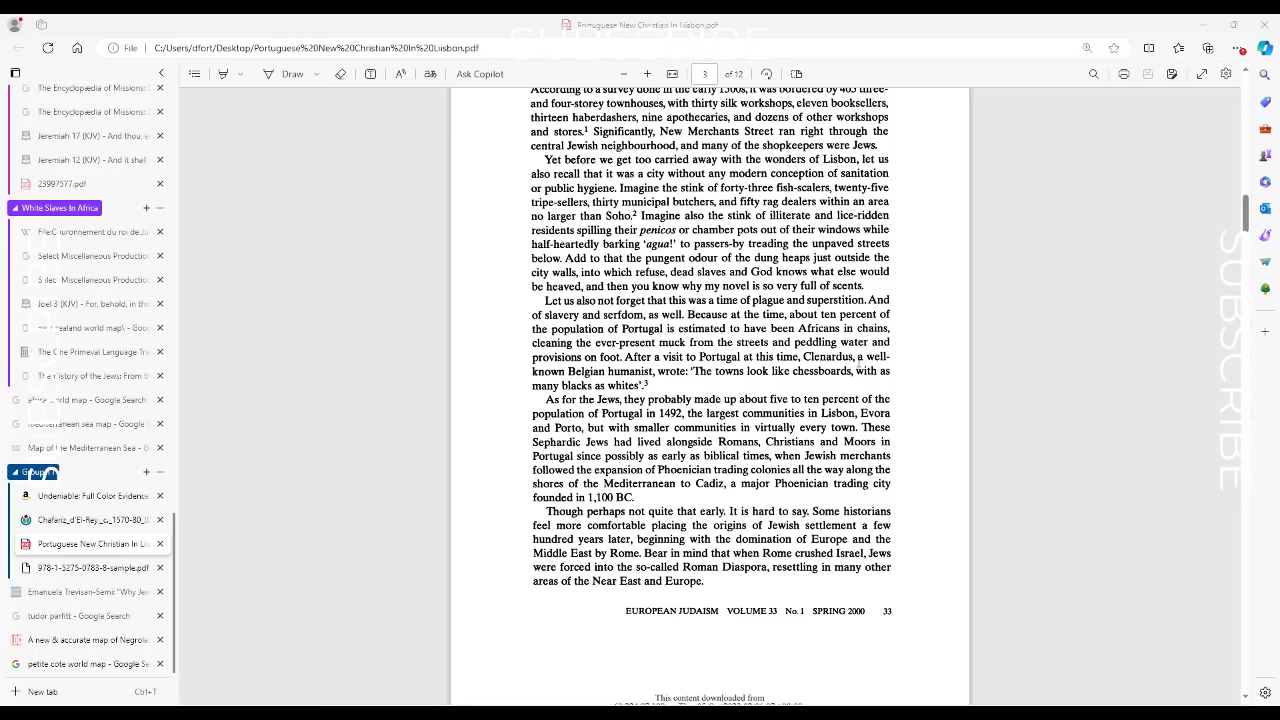 Portuguese New Christian In Liisbon.pdf
SUBSCRIBE
File
C:/Users/dfort/Desktop/Portuguese%20New%20Christian%20In%20Liisbon.pdf
Draw
Ask Copilot
3 of 12
The Encyclopedia of Missions:
The Encyclopedia of Missions:
Jeremiah 17 (KJV) - And thou, e
Jeremiah 12 (KJV) - And it shall
23997577.pdf
White Slaves In Africa
Select Miscellaneous Production
Joel 3 (KJV) - For, behold, in tho
mediterranean sea map - Google
Map of the Mediterranean Sea - G
Undeniable: Full Color Evidence
Chafariz_d'El-Rey,_c._1570-80_(C
Portuguese New Christian In Liis
978-1-5275-0783-8-sample.pdf
Emanuela Trevisan-Semi "Why Jew
tudor parfitt - Google Search
A new & accurate map of Negrolan
petite cote map - Google Search
New tab Ctrl+T
According to a survey done in the early 1500s, it was bordered by 403 three-
and four-storey townhouses, with thirty silk workshops, eleven booksellers,
thirteen haberdashers, nine apothecaries, and dozens of other workshops
and stores.1 Significantly, New Merchants Street ran right through the
central Jewish neighbourhood, and many of the shopkeepers were Jews.
Yet before we get too carried away with the wonders of Lisbon, let us
also recall that it was a city without any modern conception of sanitation
or public hygiene. Imagine the stink of forty-three fish-scalers, twenty-five
tripe-sellers, thirty municipal butchers, and fifty rag dealers within an area
no larger than Soho.2 Imagine also the stink of illiterate and lice-ridden
residents spilling their penicos or chamber pots out of their windows while
half-heartedly barking 'agua!' to passers-by treading the unpaved streets
below. Add to that the pungent odour of the dung heaps just outside the
city walls, into which refuse, dead slaves and God knows what else would
be heaved, and then you know why my novel is so very full of scents.
Let us also not forget that this was a time of plague and superstition. And
of slavery and serfdom, as well. Because at the time, about ten percent of
the population of Portugal is estimated to have been Africans in chains,
cleaning the ever-present muck from the streets and peddling water and
provisions on foot. After a visit to Portugal at this time, Clenardus, a well-
known Belgian humanist, wrote: 'The towns look like chessboards, with as
many blacks as whites'.3
As for the Jews, they probably made up about five to ten percent of the
population of Portugal in 1492, the largest communities in Lisbon, Evora
and Porto, but with smaller communities in virtually every town. These
Sephardic Jews had lived alongside Romans, Christians and Moors in
Portugal since possibly as early as biblical times, when Jewish merchants
followed the expansion of Phoenician trading colonies all the way along the
shores of the Mediterranean to Cadiz, a major Phoenician trading city
founded in 1,100 BC.
Though perhaps not quite that early. It is hard to say. Some historians
feel more comfortable placing the origins of Jewish settlement a few
hundred years later, beginning with the domination of Europe and the
Middle East by Rome. Bear in mind that when Rome crushed Israel, Jews
were forced into the so-called Roman Diaspora, resettling in many other
areas of the Near East and Europe.
EUROPEAN JUDAISM VOLUME 33 No. 1 SPRING 2000 33
This content downloaded from
SUBSCRIBE